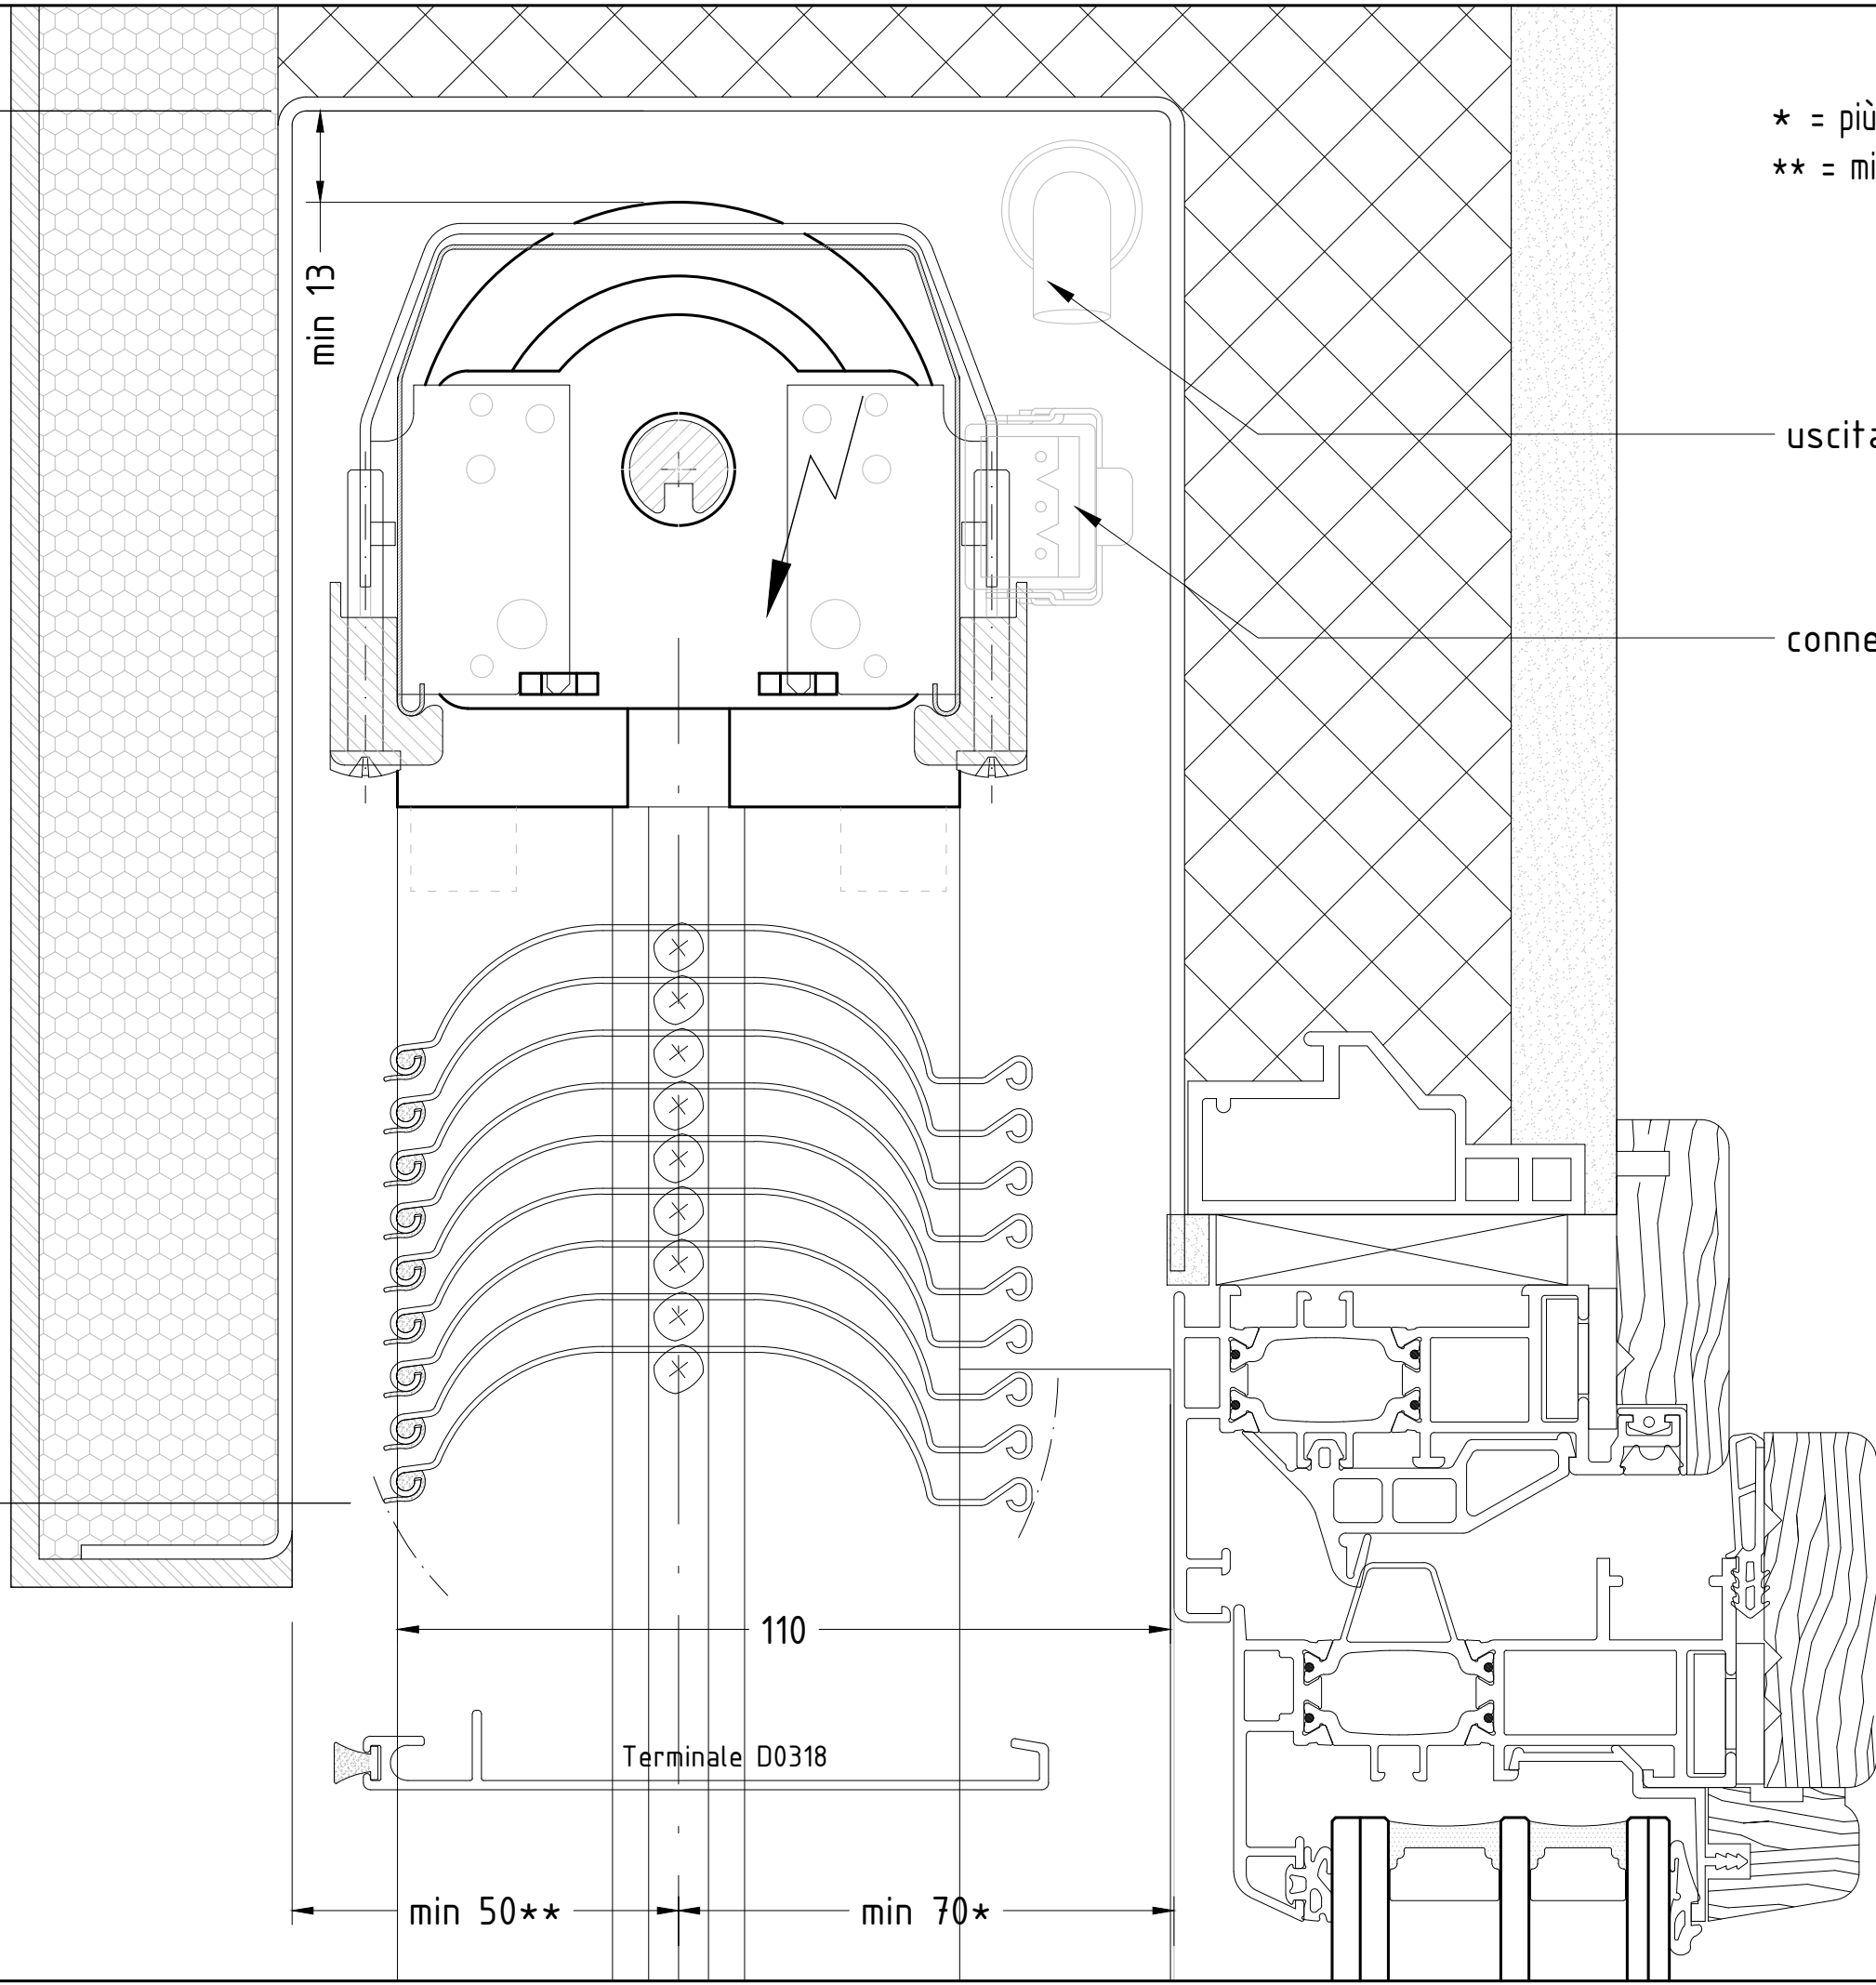 * = più
** = mi
min 13
uscita
conne
110
Terminale D0318
min 50**
min 70*